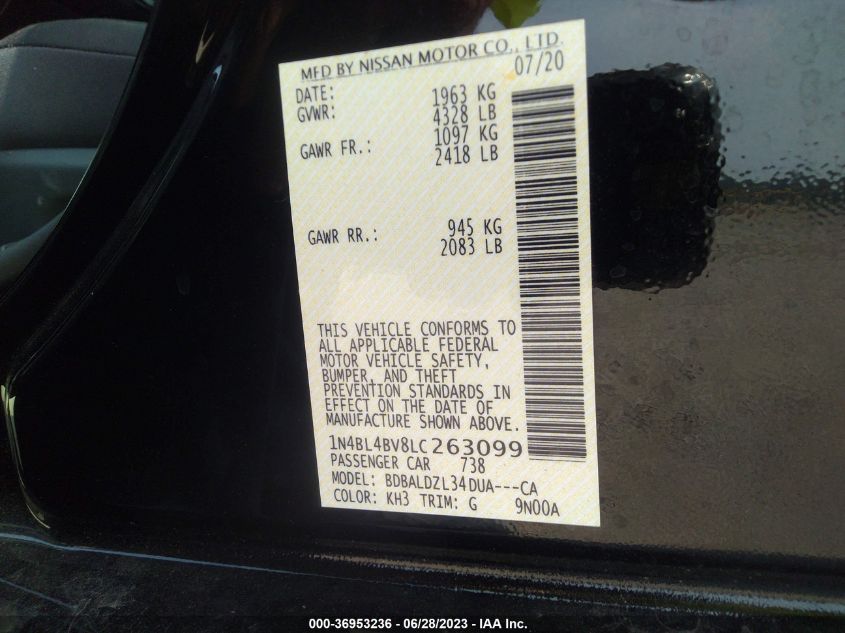 MFD BY NISSAN MOTOR CO., LTD.
DATE: 07/20
GVWR: 1963 KG
4328 LB
GAWR FR.: 1097 KG
2418 LB
GAWR RR.: 945 KG
2083 LB
THIS VEHICLE CONFORMS TO
ALL APPLICABLE FEDERAL
MOTOR VEHICLE SAFETY,
BUMPER, AND THEFT
PREVENTION STANDARDS IN
EFFECT ON THE DATE OF
MANUFACTURE SHOWN ABOVE.
1N4BL4BV8LC263099
PASSENGER CAR 738
MODEL: BDBALDZL34DUA---CA
COLOR: KH3 TRIM: G 9N00A
000-36953236 - 06/28/2023 - IAA Inc.